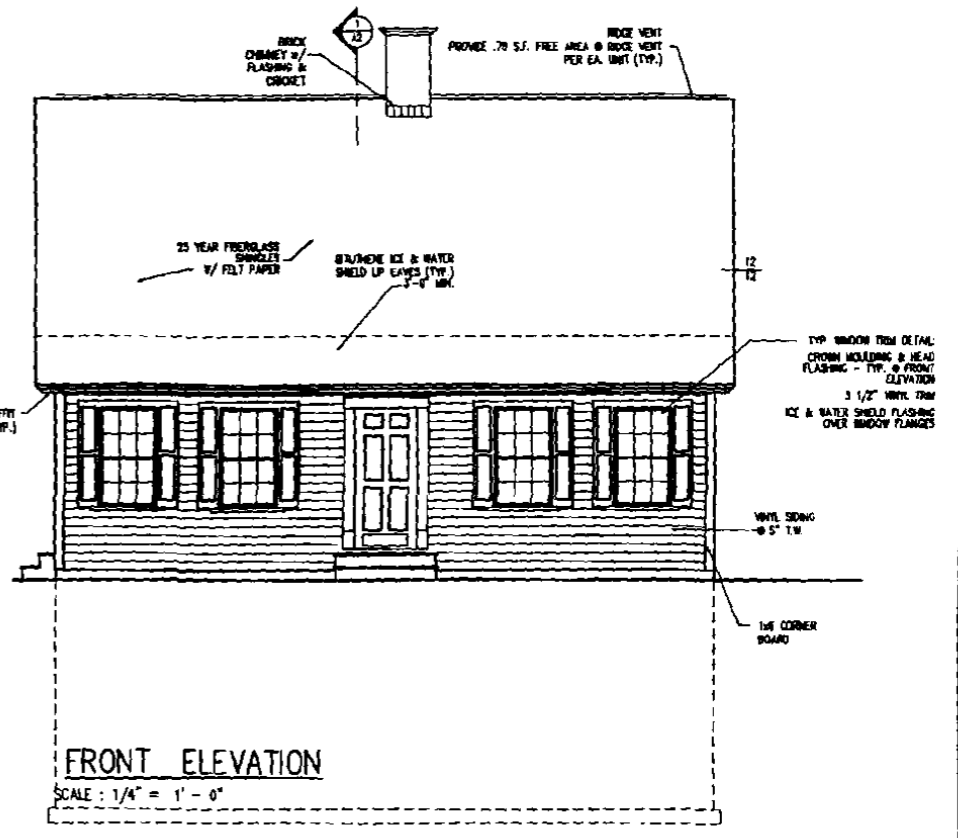 1
A2
BRICK
CHIMNEY w/
FLASHING &
CRICKET
RIDGE VENT
PROVIDE .78 S.F. FREE AREA @ RIDGE VENT
PER EA. UNIT (TYP.)
25 YEAR FIBERGLASS
SHINGLES
W/ FELT PAPER
ICE & WATER
SHIELD UP EAVES (TYP.)
3'-0" MIN.
12
12
TYP WINDOW TRIM DETAIL:
CROWN MOULDING & HEAD
FLASHING - TYP. @ FRONT
ELEVATION
3 1/2" VINYL TRIM
ICE & WATER SHIELD FLASHING
OVER WINDOW FLANGES
VINYL SIDING
@ 5" T.W.
1x6 CORNER
BOARD
FRONT ELEVATION
SCALE : 1/4" = 1' - 0"